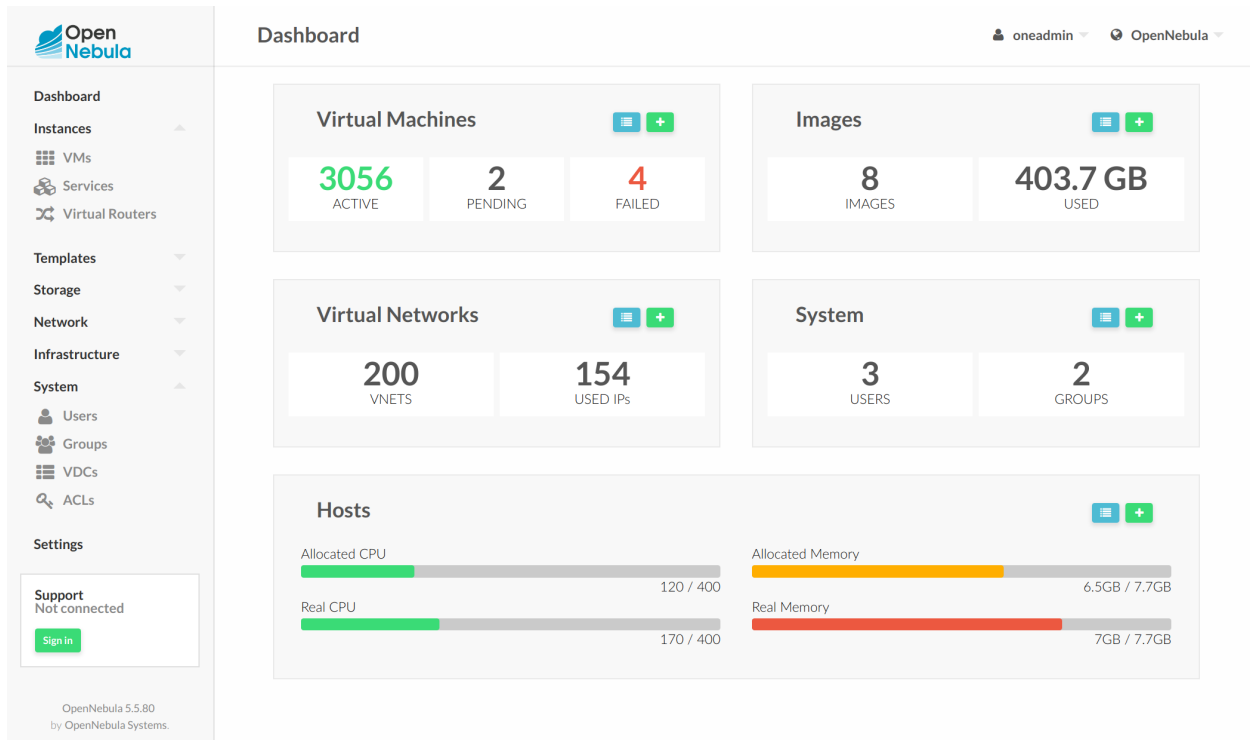 Open
Nebula
Dashboard
oneadmin
OpenNebula
Dashboard
Instances
VMs
Services
Virtual Routers
Templates
Storage
Network
Infrastructure
System
Users
Groups
VDCs
ACLs
Settings
Support
Not connected
Sign in
OpenNebula 5.5.80
by OpenNebula Systems.
Virtual Machines
3056
ACTIVE
2
PENDING
4
FAILED
Images
8
IMAGES
403.7 GB
USED
Virtual Networks
200
VNETS
154
USED IPs
System
3
USERS
2
GROUPS
Hosts
Allocated CPU
120 / 400
Real CPU
170 / 400
Allocated Memory
6.5GB / 7.7GB
Real Memory
7GB / 7.7GB